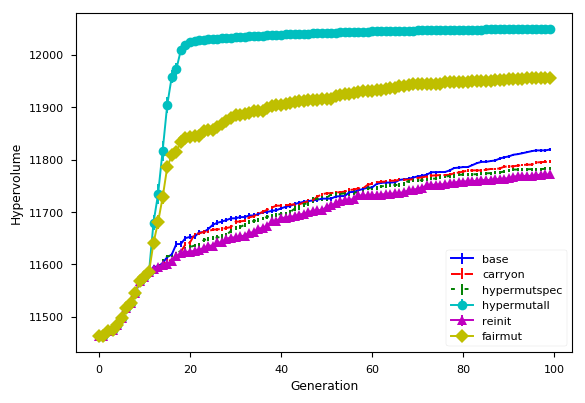 12000
11900
11800
11700
11600
11500
Hypervolume
0
20
40
60
80
100
Generation
base
carryon
hypermutspec
hypermutall
reinit
fairmut